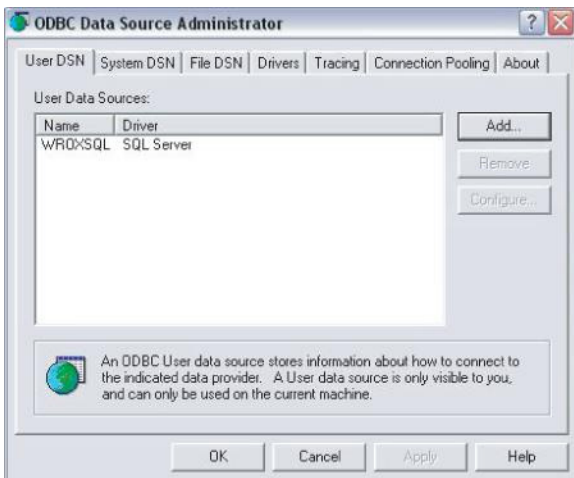 ODBC Data Source Administrator
User DSN System DSN File DSN Drivers Tracing Connection Pooling About
User Data Sources:
Name Driver
WROXSQL SQL Server
Add...
Remove
Configure...
An ODBC User data source stores information about how to connect to
the indicated data provider. A User data source is only visible to you,
and can only be used on the current machine.
OK Cancel Apply Help